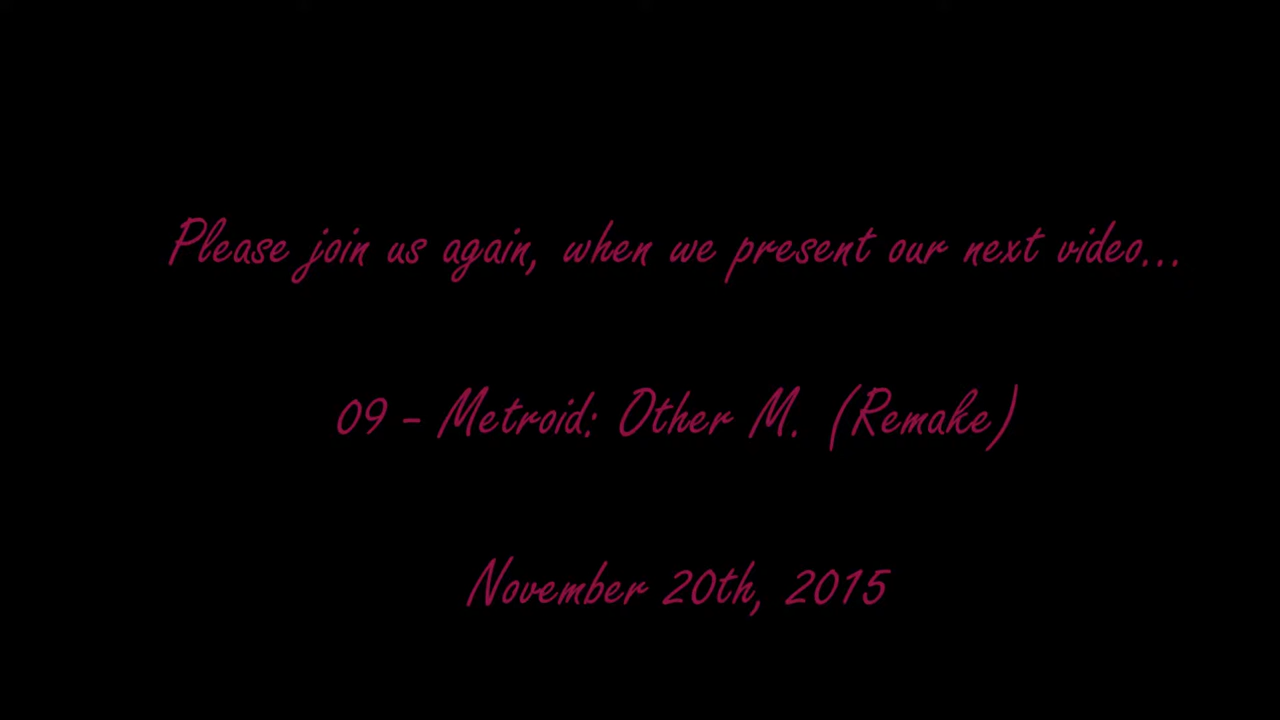 Please join us again, when we present our next video...
09 - Metroid: Other M. (Remake)
November 20th, 2015